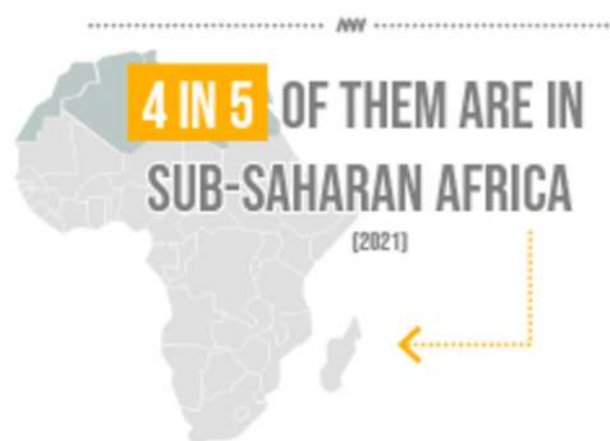 4 IN 5 OF THEM ARE IN
SUB-SAHARAN AFRICA
(2021)